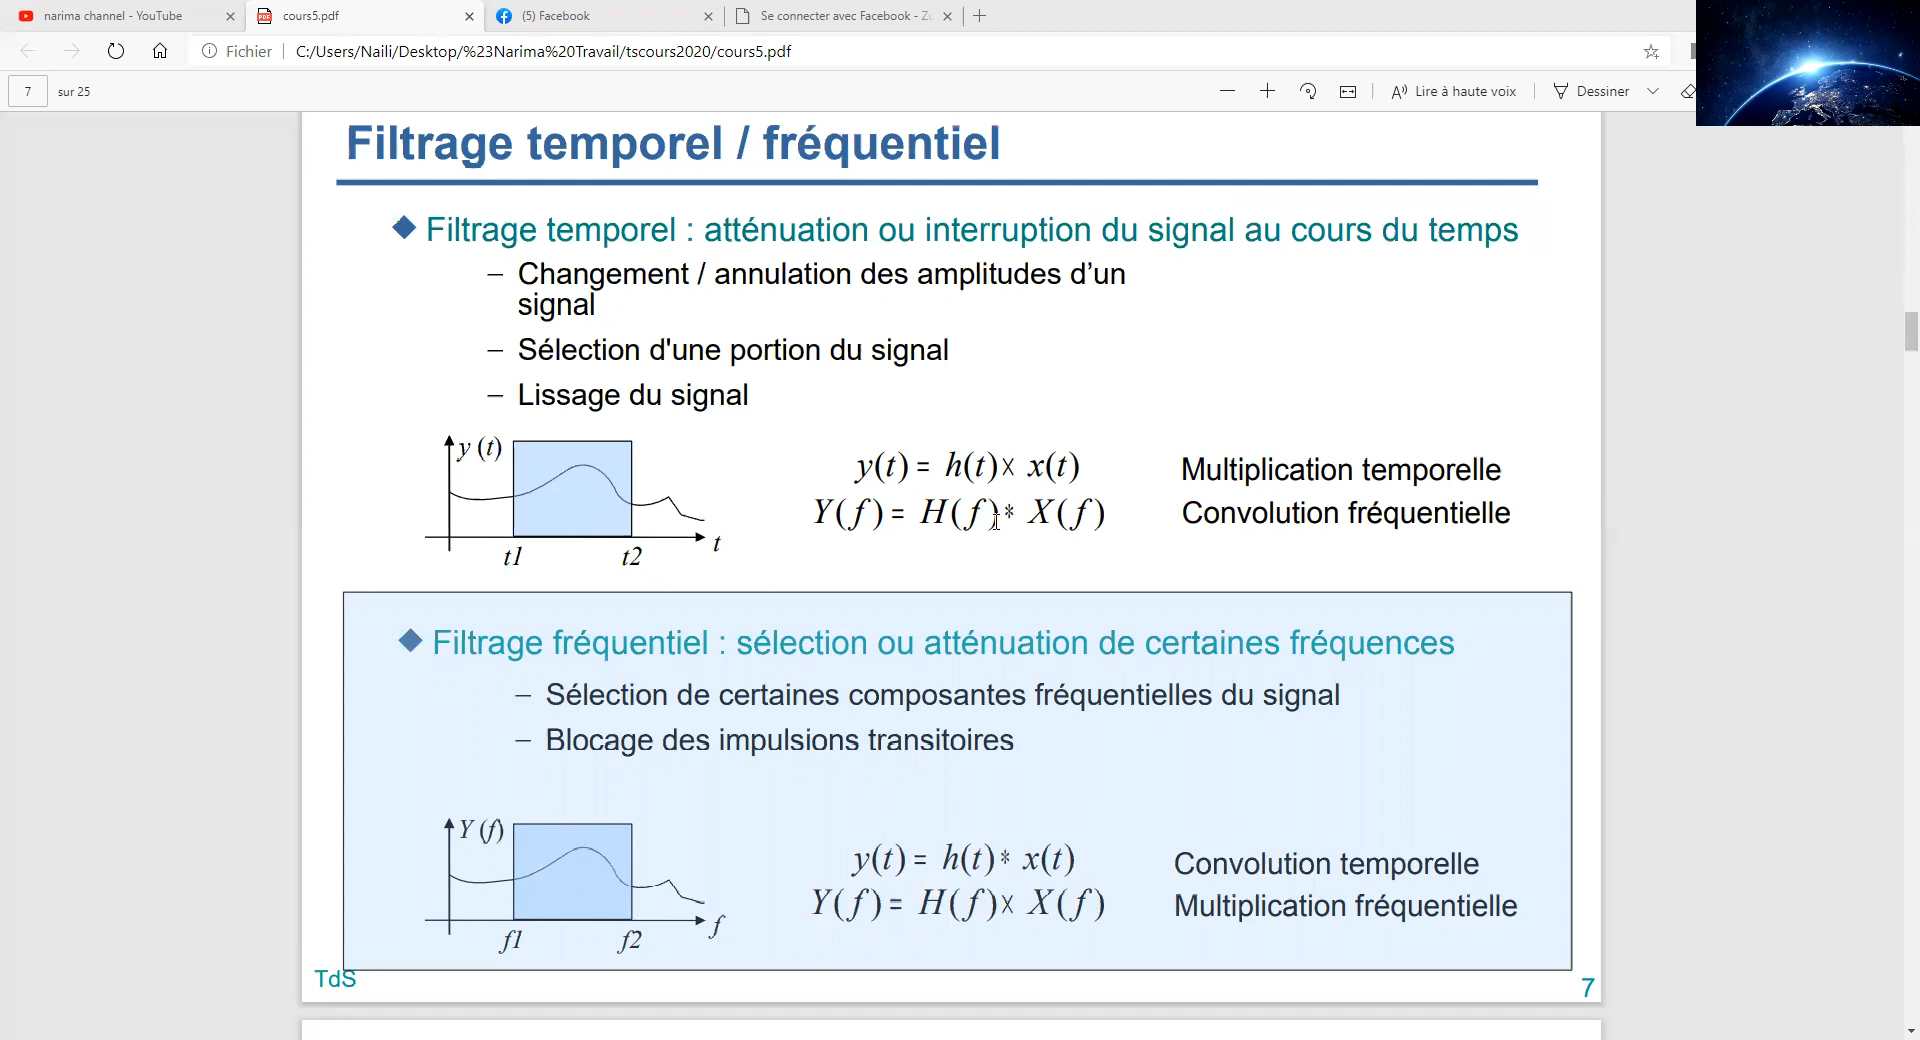 narima channel - YouTube
cours5.pdf
(5) Facebook
Se connecter avec Facebook - Zo
Fichier
C:/Users/Naili/Desktop/%23Narima%20Travail/tscours2020/cours5.pdf
7 sur 25
Lire à haute voix
Dessiner
Filtrage temporel / fréquentiel
Filtrage temporel : atténuation ou interruption du signal au cours du temps
– Changement / annulation des amplitudes d’un
signal
– Sélection d'une portion du signal
– Lissage du signal
y (t)
t1 t2 t
y(t) = h(t)× x(t) Multiplication temporelle
Y(f) = H(f)* X(f) Convolution fréquentielle
Filtrage fréquentiel : sélection ou atténuation de certaines fréquences
– Sélection de certaines composantes fréquentielles du signal
– Blocage des impulsions transitoires
Y (f)
f1 f2 f
y(t) = h(t)* x(t) Convolution temporelle
Y(f) = H(f)× X(f) Multiplication fréquentielle
TdS
7